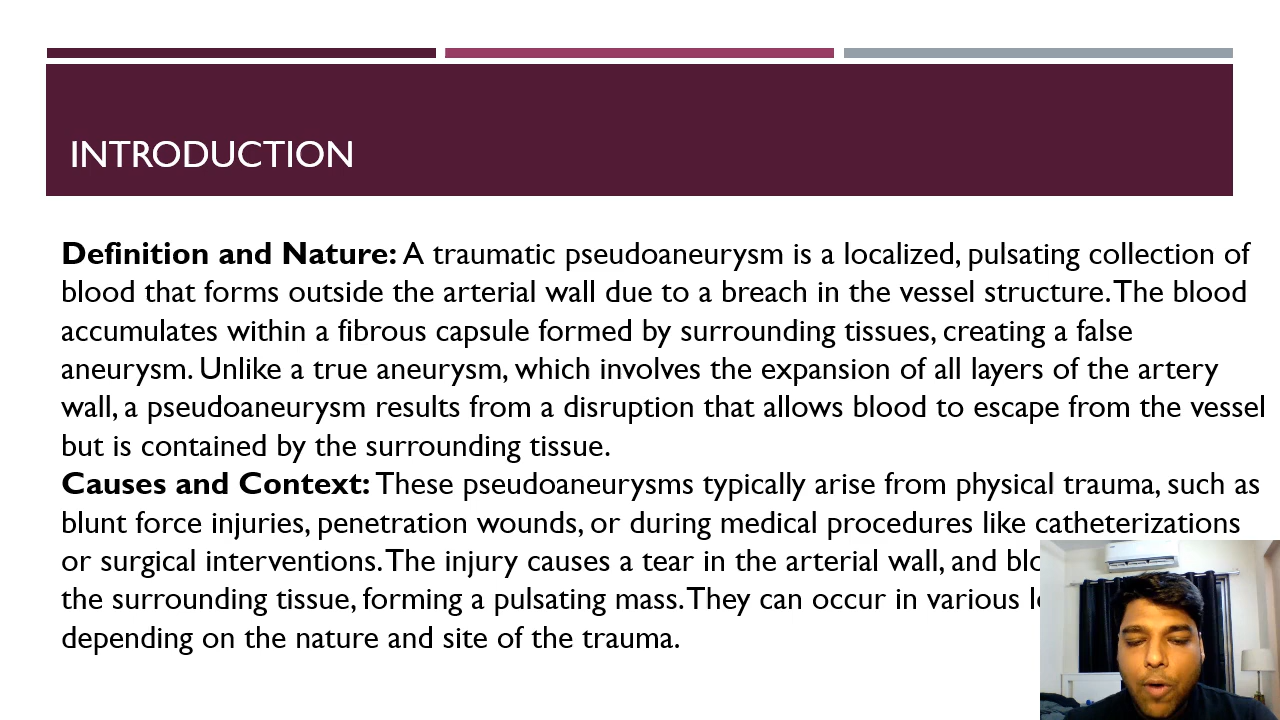 INTRODUCTION
Definition and Nature: A traumatic pseudoaneurysm is a localized, pulsating collection of
blood that forms outside the arterial wall due to a breach in the vessel structure. The blood
accumulates within a fibrous capsule formed by surrounding tissues, creating a false
aneurysm. Unlike a true aneurysm, which involves the expansion of all layers of the artery
wall, a pseudoaneurysm results from a disruption that allows blood to escape from the vessel
but is contained by the surrounding tissue.
Causes and Context: These pseudoaneurysms typically arise from physical trauma, such as
blunt force injuries, penetration wounds, or during medical procedures like catheterizations
or surgical interventions. The injury causes a tear in the arterial wall, and
the surrounding tissue, forming a pulsating mass. They can occur in various
depending on the nature and site of the trauma.